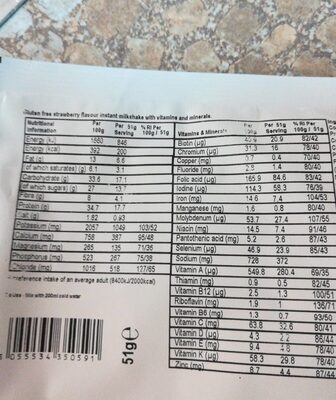 Gluten free strawberry flavour instant milkshake with vitamins and minerals.
Nutritional information Per 100g Per 51g Serving % RI Per 100g / 51g
Energy (kJ) 1650 846
Energy (kcal) 392 200
Fat (g) 13 6.6
(of which saturates) (g) 6.1 3.1
Carbohydrate (g) 33.6 17.1
(of which sugars) (g) 27 13.7
Fibre (g) 8 4.1
Protein (g) 34.7 17.7
Salt (g) 1.82 0.93
Potassium (mg) 2057 1049 103/52
Calcium (mg) 758 387 95/48
Magnesium (mg) 265 135 71/36
Phosphorus (mg) 523 267 75/38
Chloride (mg) 1016 518 127/65
*reference intake of an average adult (8400kJ/2000kcal)
To use - Mix with 200ml cold water
5 055534 350591
51g e
Vitamins & Minerals Per 100g Per 51g Serving % RI Per 100g / 51g
Biotin (µg) 40.9 20.9 82/42
Chromium (µg) 31.3 16 78/40
Copper (mg) 0.7 0.4 70/40
Fluoride (mg) 2.8 1.4 80/40
Folic acid (µg) 165.9 84.6 83/42
Iodine (µg) 114.3 58.3 76/39
Iron (mg) 14 7.4 104/53
Manganese (mg) 1.6 0.8 80/40
Molybdenum (µg) 53.7 27.4 107/55
Niacin (mg) 14.5 7.4 91/46
Pantothenic acid (mg) 5.2 2.6 87/43
Selenium (µg) 46.9 23.9 85/43
Sodium (mg) 728 372
Vitamin A (µg) 549.8 280.4 69/35
Thiamin (mg) 0.9 0.5 82/45
Vitamin B12 (µg) 2.5 1.3 100/5
Riboflavin (mg) 1.9 1 136/71
Vitamin B6 (mg) 1.3 0.7 93/50
Vitamin C (mg) 63.8 32.6 80/41
Vitamin D (µg) 4.3 2.2 86/44
Vitamin E (mg) 9.4 4.8 78/40
Vitamin K (µg) 58.3 29.8 78/40
Zinc (mg) 8.7 4.4 87/44